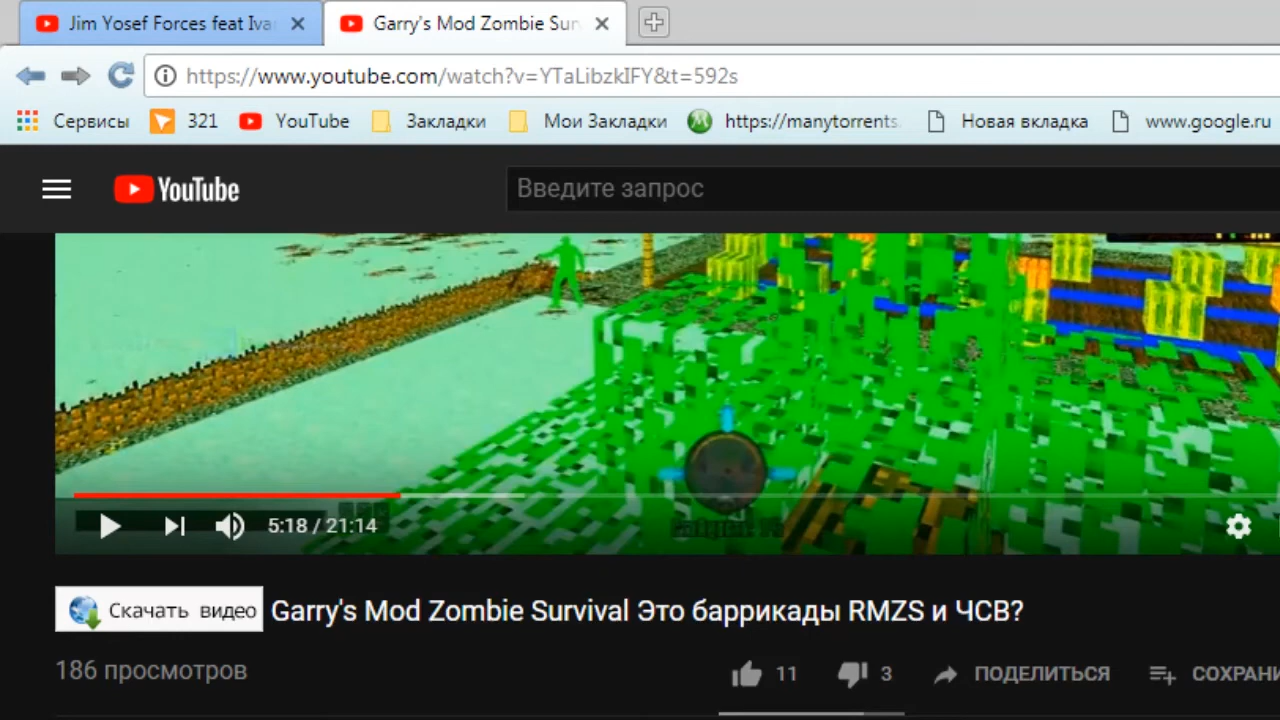 Jim Yosef Forces feat Iva
Garry's Mod Zombie Sur
https://www.youtube.com/watch?v=YTaLibzkIFY&t=592s
Сервисы 321 YouTube Закладки Мои Закладки https://manytorrents. Новая вкладка www.google.ru
YouTube Введите запрос
5:18 / 21:14
Скачать видео Garry's Mod Zombie Survival Это баррикады RMZS и ЧСВ?
186 просмотров 11 3 ПОДЕЛИТЬСЯ СОХРАНИ